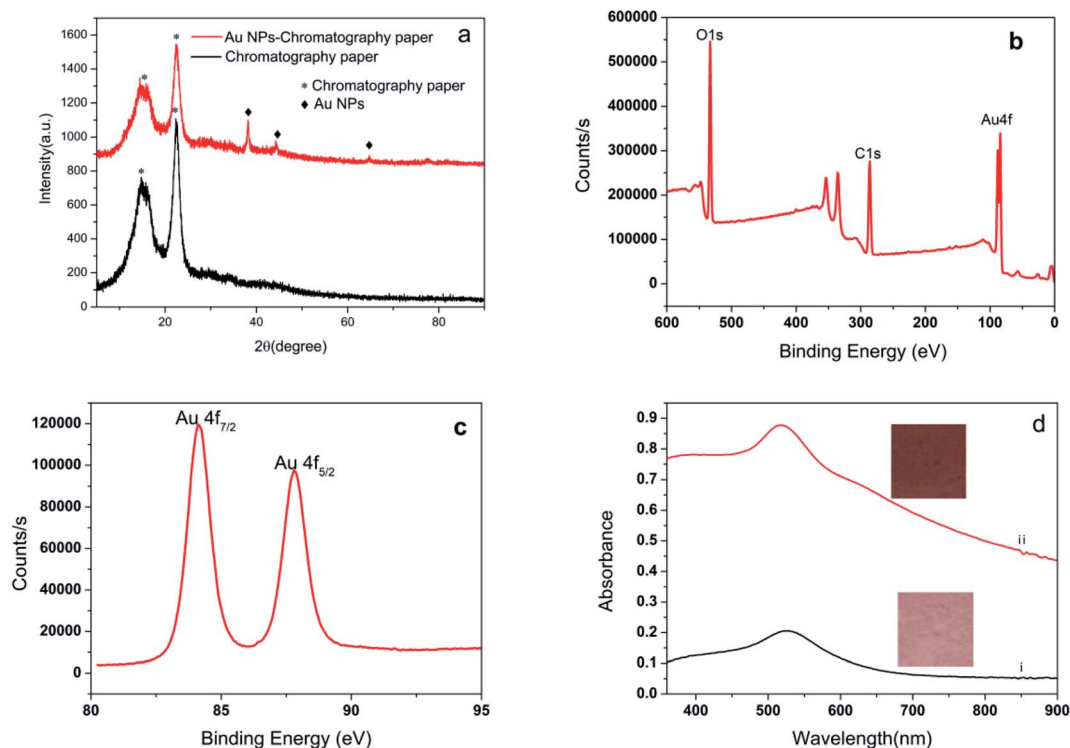 a
Au NPs-Chromatography paper
Chromatography paper
* Chromatography paper
♦ Au NPs
*
*
*
*
♦
♦
♦
1600
1400
1200
1000
800
600
400
200
0
Intensity(a.u.)
20
40
60
80
2θ(degree)
b
O1s
C1s
Au4f
600000
500000
400000
300000
200000
100000
0
Counts/s
600
500
400
300
200
100
0
Binding Energy (eV)
c
Au 4f7/2
Au 4f5/2
120000
100000
80000
60000
40000
20000
0
Counts/s
80
85
90
95
Binding Energy (eV)
d
ii
i
0.9
0.8
0.7
0.6
0.5
0.4
0.3
0.2
0.1
0.0
Absorbance
400
500
600
700
800
900
Wavelength(nm)